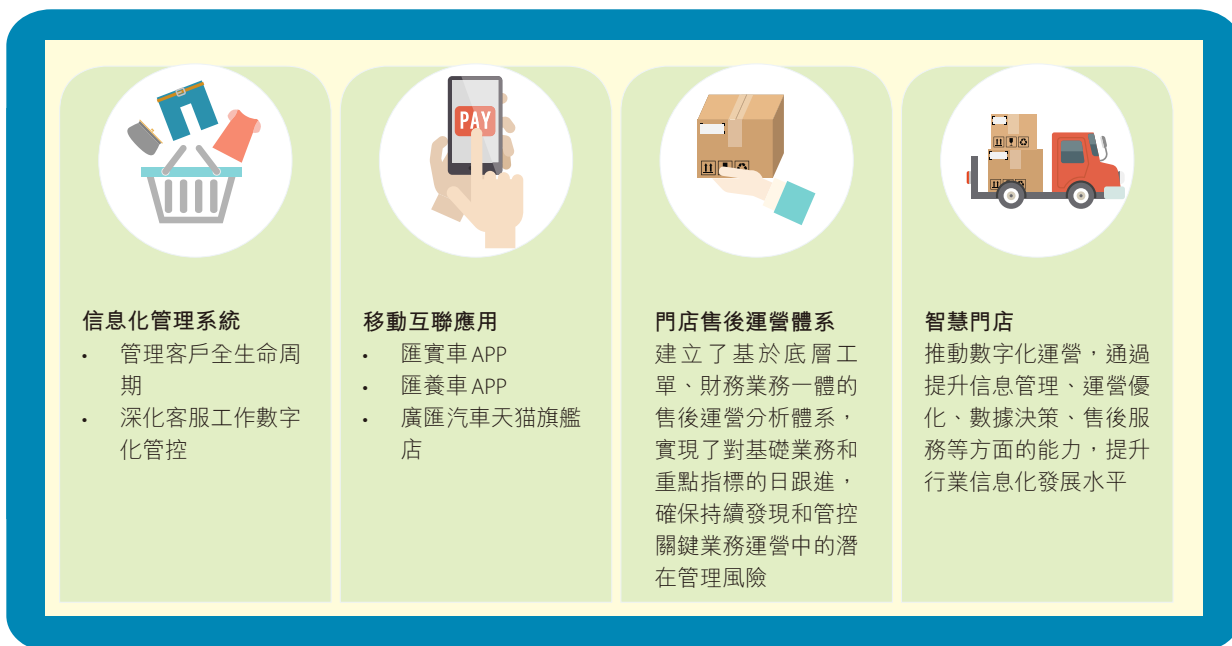 PAY
信息化管理系統
• 管理客戶全生命周
期
• 深化客服工作數字
化管控
移動互聯應用
• 匯實車 APP
• 匯養車 APP
• 廣匯汽車天猫旗艦
店
門店售後運營體系
建立了基於底層工
單、財務業務一體的
售後運營分析體系，
實現了對基礎業務和
重點指標的日跟進，
確保持續發現和管控
關鍵業務運營中的潛
在管理風險
智慧門店
推動數字化運營，通過
提升信息管理、運營優
化、數據決策、售後服
務等方面的能力，提升
行業信息化發展水平